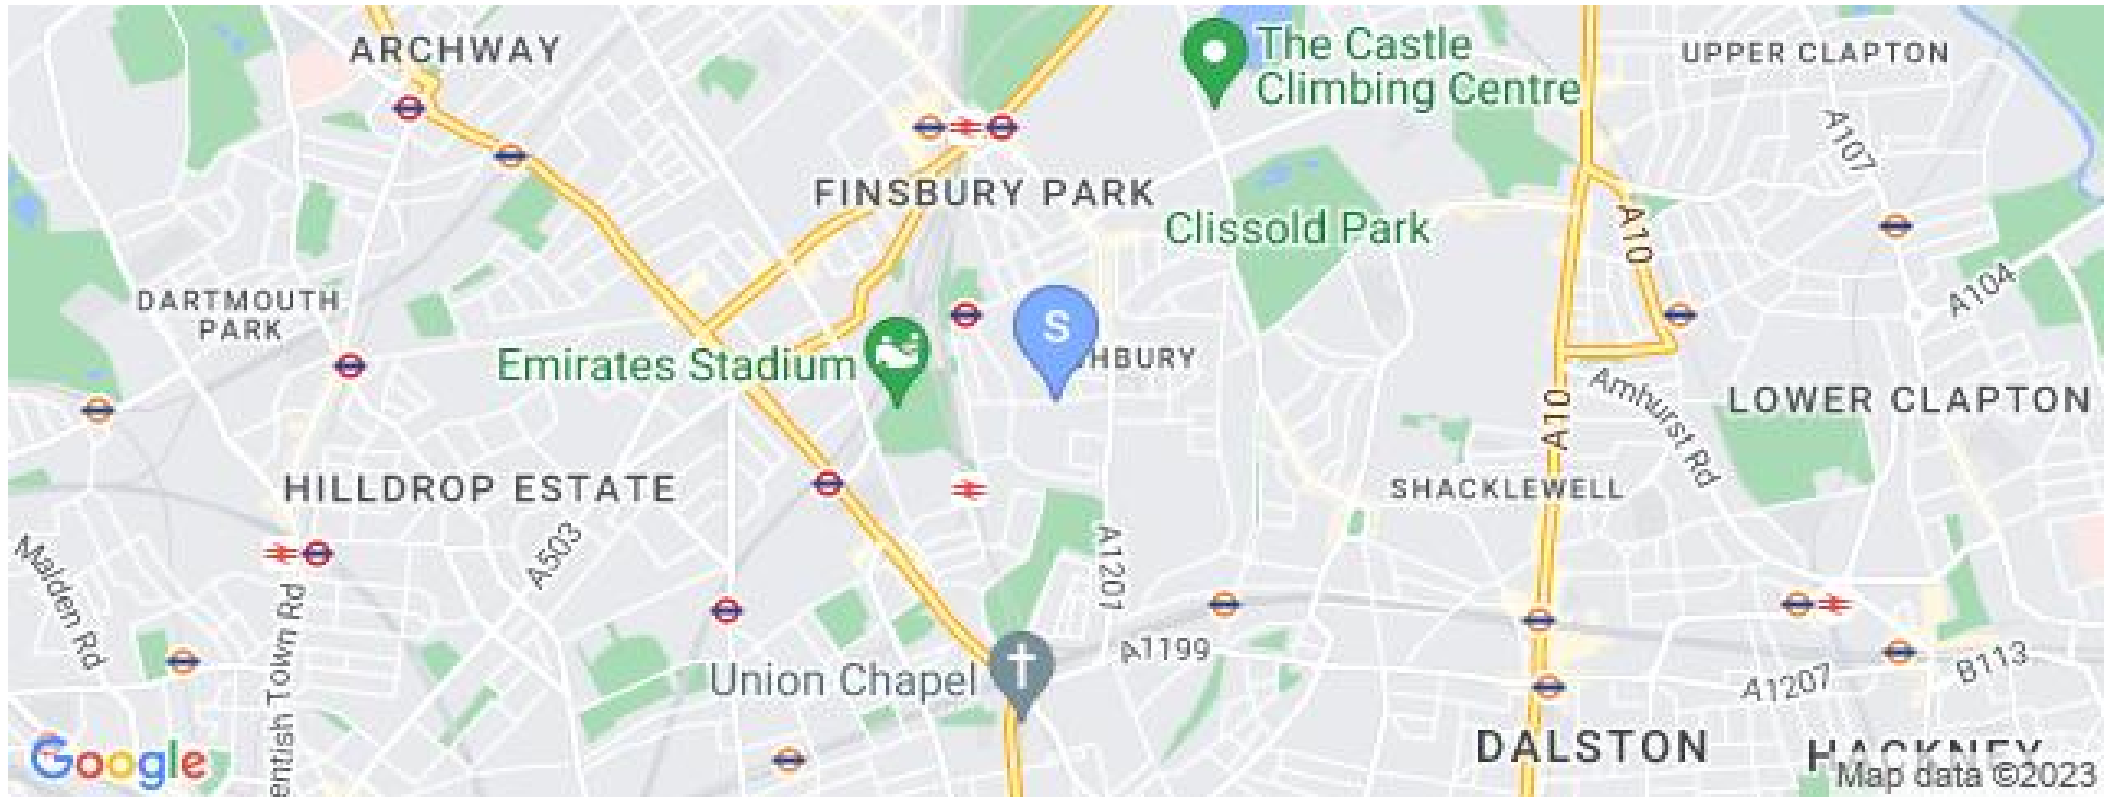 ARCHWAY
The Castle
Climbing Centre
UPPER CLAPTON
A107
FINSBURY PARK
Clissold Park
A10
A104
DARTMOUTH
PARK
S
Emirates Stadium
HBURY
Amhurst Rd
LOWER CLAPTON
A10
HILLDROP ESTATE
SHACKLEWELL
A503
Malden Rd
A1201
entish Town Rd
A1199
Union Chapel
A1207
B113
DALSTON
HACKNEY
Google
Map data ©2023